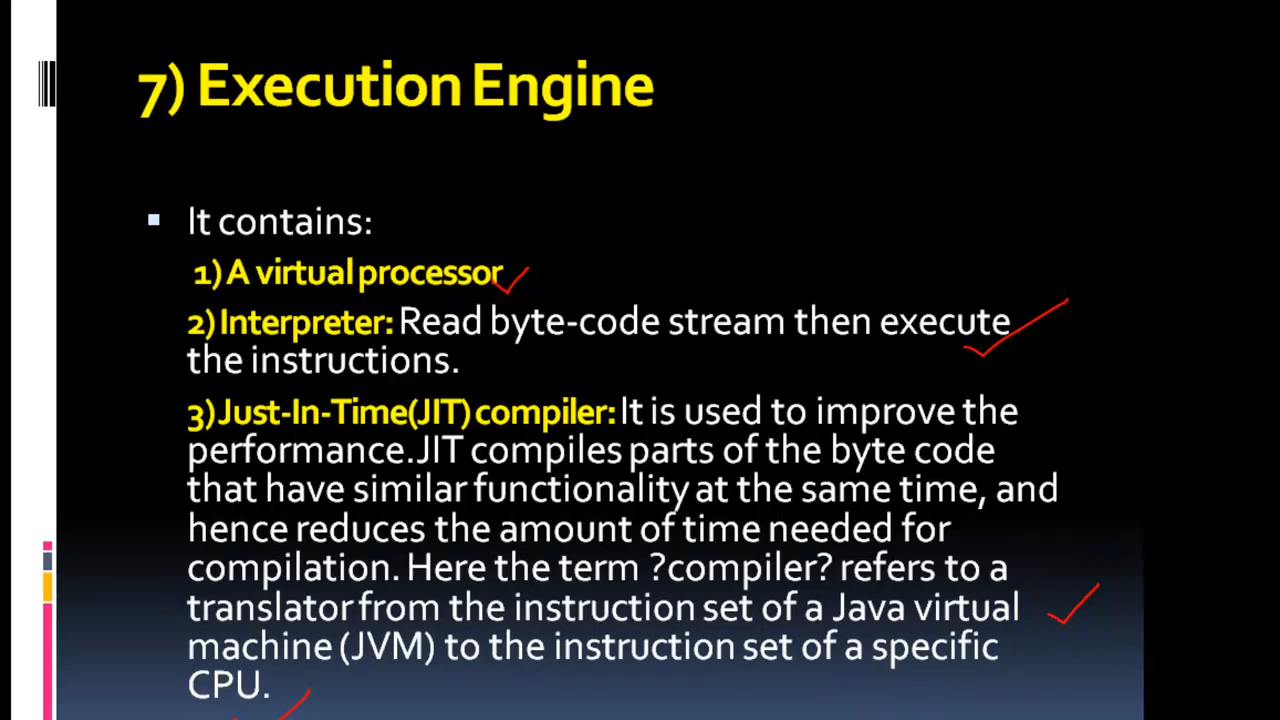 7) Execution Engine
It contains:
1) A virtual processor
2) Interpreter: Read byte-code stream then execute
the instructions.
3) Just-In-Time(JIT) compiler: It is used to improve the
performance.JIT compiles parts of the byte code
that have similar functionality at the same time, and
hence reduces the amount of time needed for
compilation. Here the term ?compiler? refers to a
translator from the instruction set of a Java virtual
machine (JVM) to the instruction set of a specific
CPU.